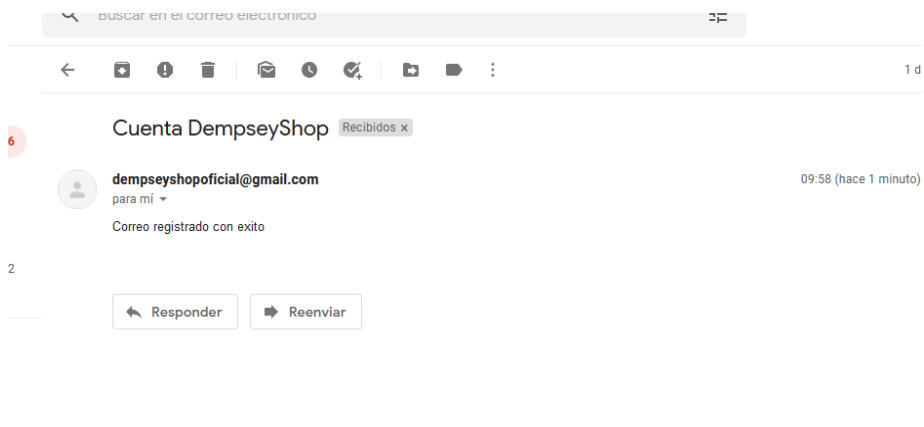 Buscar en el correo electrónico
1 d
Cuenta DempseyShop Recibidos x
6
dempseyshopoficial@gmail.com 09:58 (hace 1 minuto)
para mí
Correo registrado con exito
2
Responder Reenviar